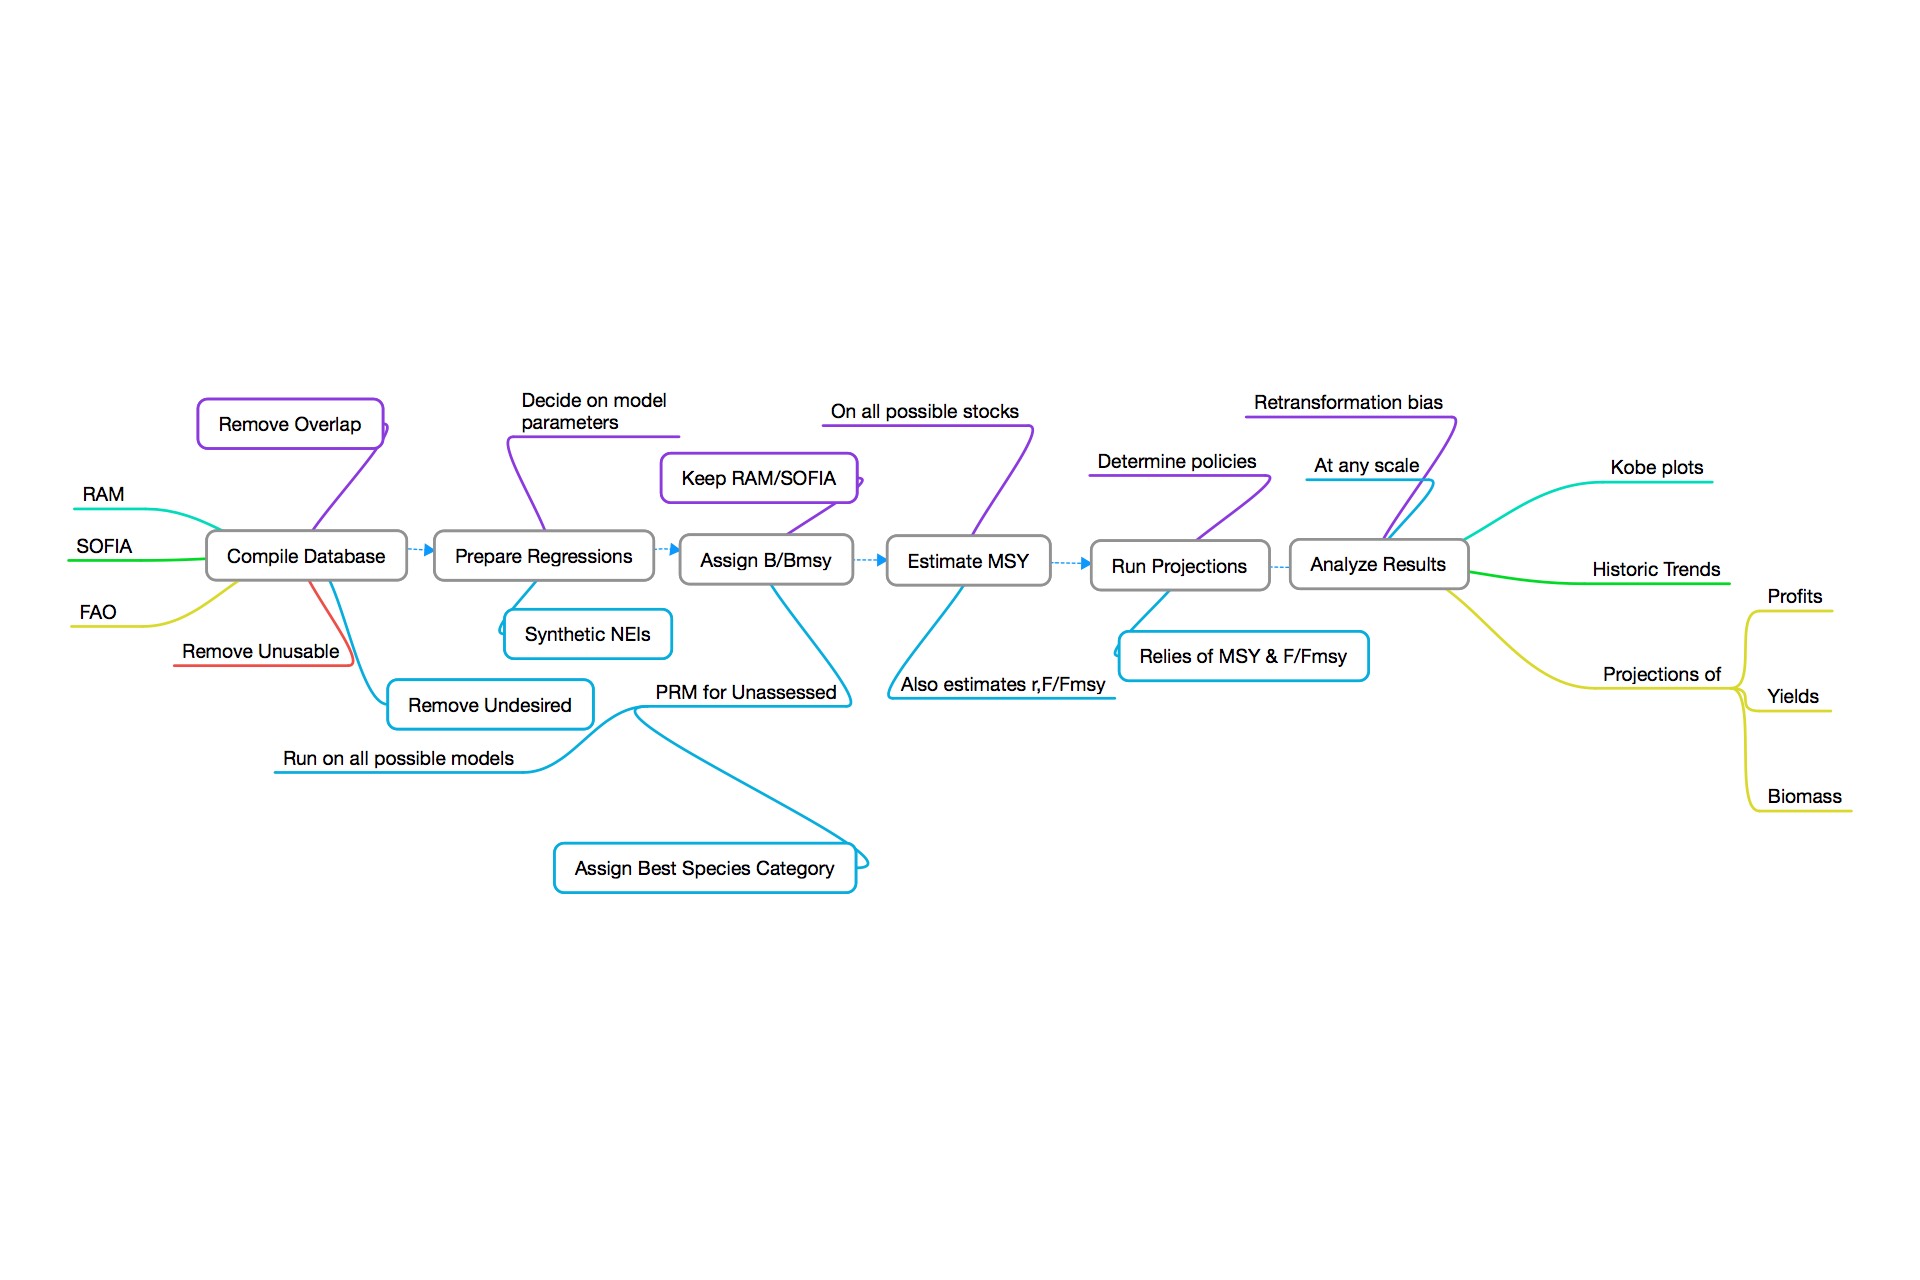 Remove Overlap
Decide on model
parameters
On all possible stocks
Retransformation bias
Keep RAM/SOFIA
Determine policies
At any scale
Kobe plots
RAM
SOFIA
FAO
Compile Database
Prepare Regressions
Assign B/Bmsy
Estimate MSY
Run Projections
Analyze Results
Historic Trends
Remove Unusable
Synthetic NEIs
Relies of MSY & F/Fmsy
Profits
Remove Undesired
PRM for Unassessed
Also estimates r,F/Fmsy
Projections of
Yields
Run on all possible models
Biomass
Assign Best Species Category